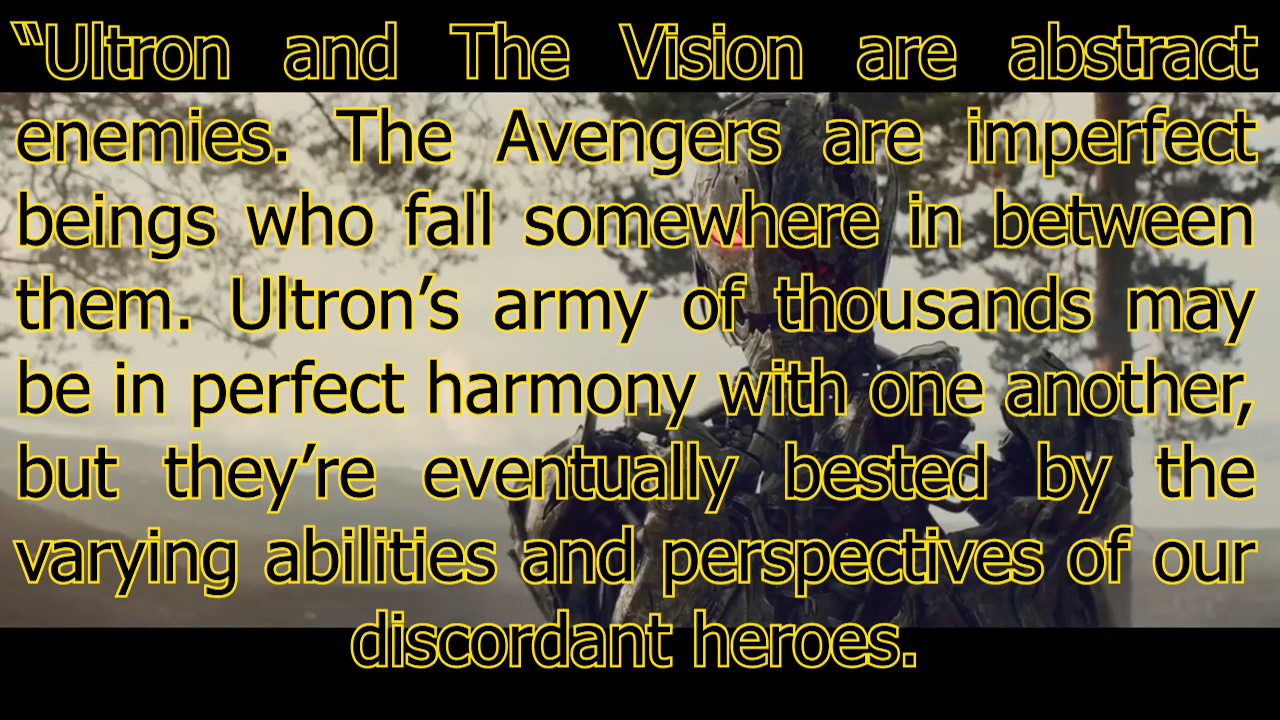 “Ultron and The Vision are abstract
enemies. The Avengers are imperfect
beings who fall somewhere in between
them. Ultron’s army of thousands may
be in perfect harmony with one another,
but they’re eventually bested by the
varying abilities and perspectives of our
discordant heroes.